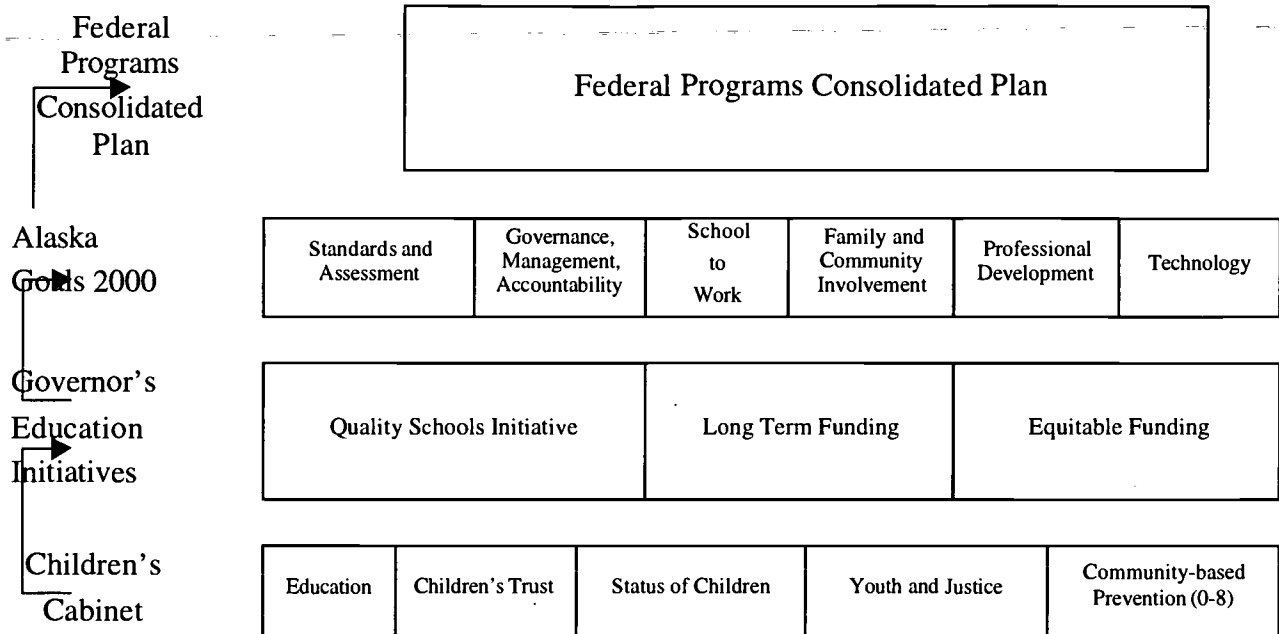 Federal
Programs
Consolidated
Plan
Federal Programs Consolidated Plan
Alaska
Goals 2000
Standards and
Assessment
Governance,
Management,
Accountability
School
to
Work
Family and
Community
Involvement
Professional
Development
Technology
Governor's
Education
Initiatives
Quality Schools Initiative
Long Term Funding
Equitable Funding
Children's
Cabinet
Education
Children's Trust
Status of Children
Youth and Justice
Community-based
Prevention (0-8)